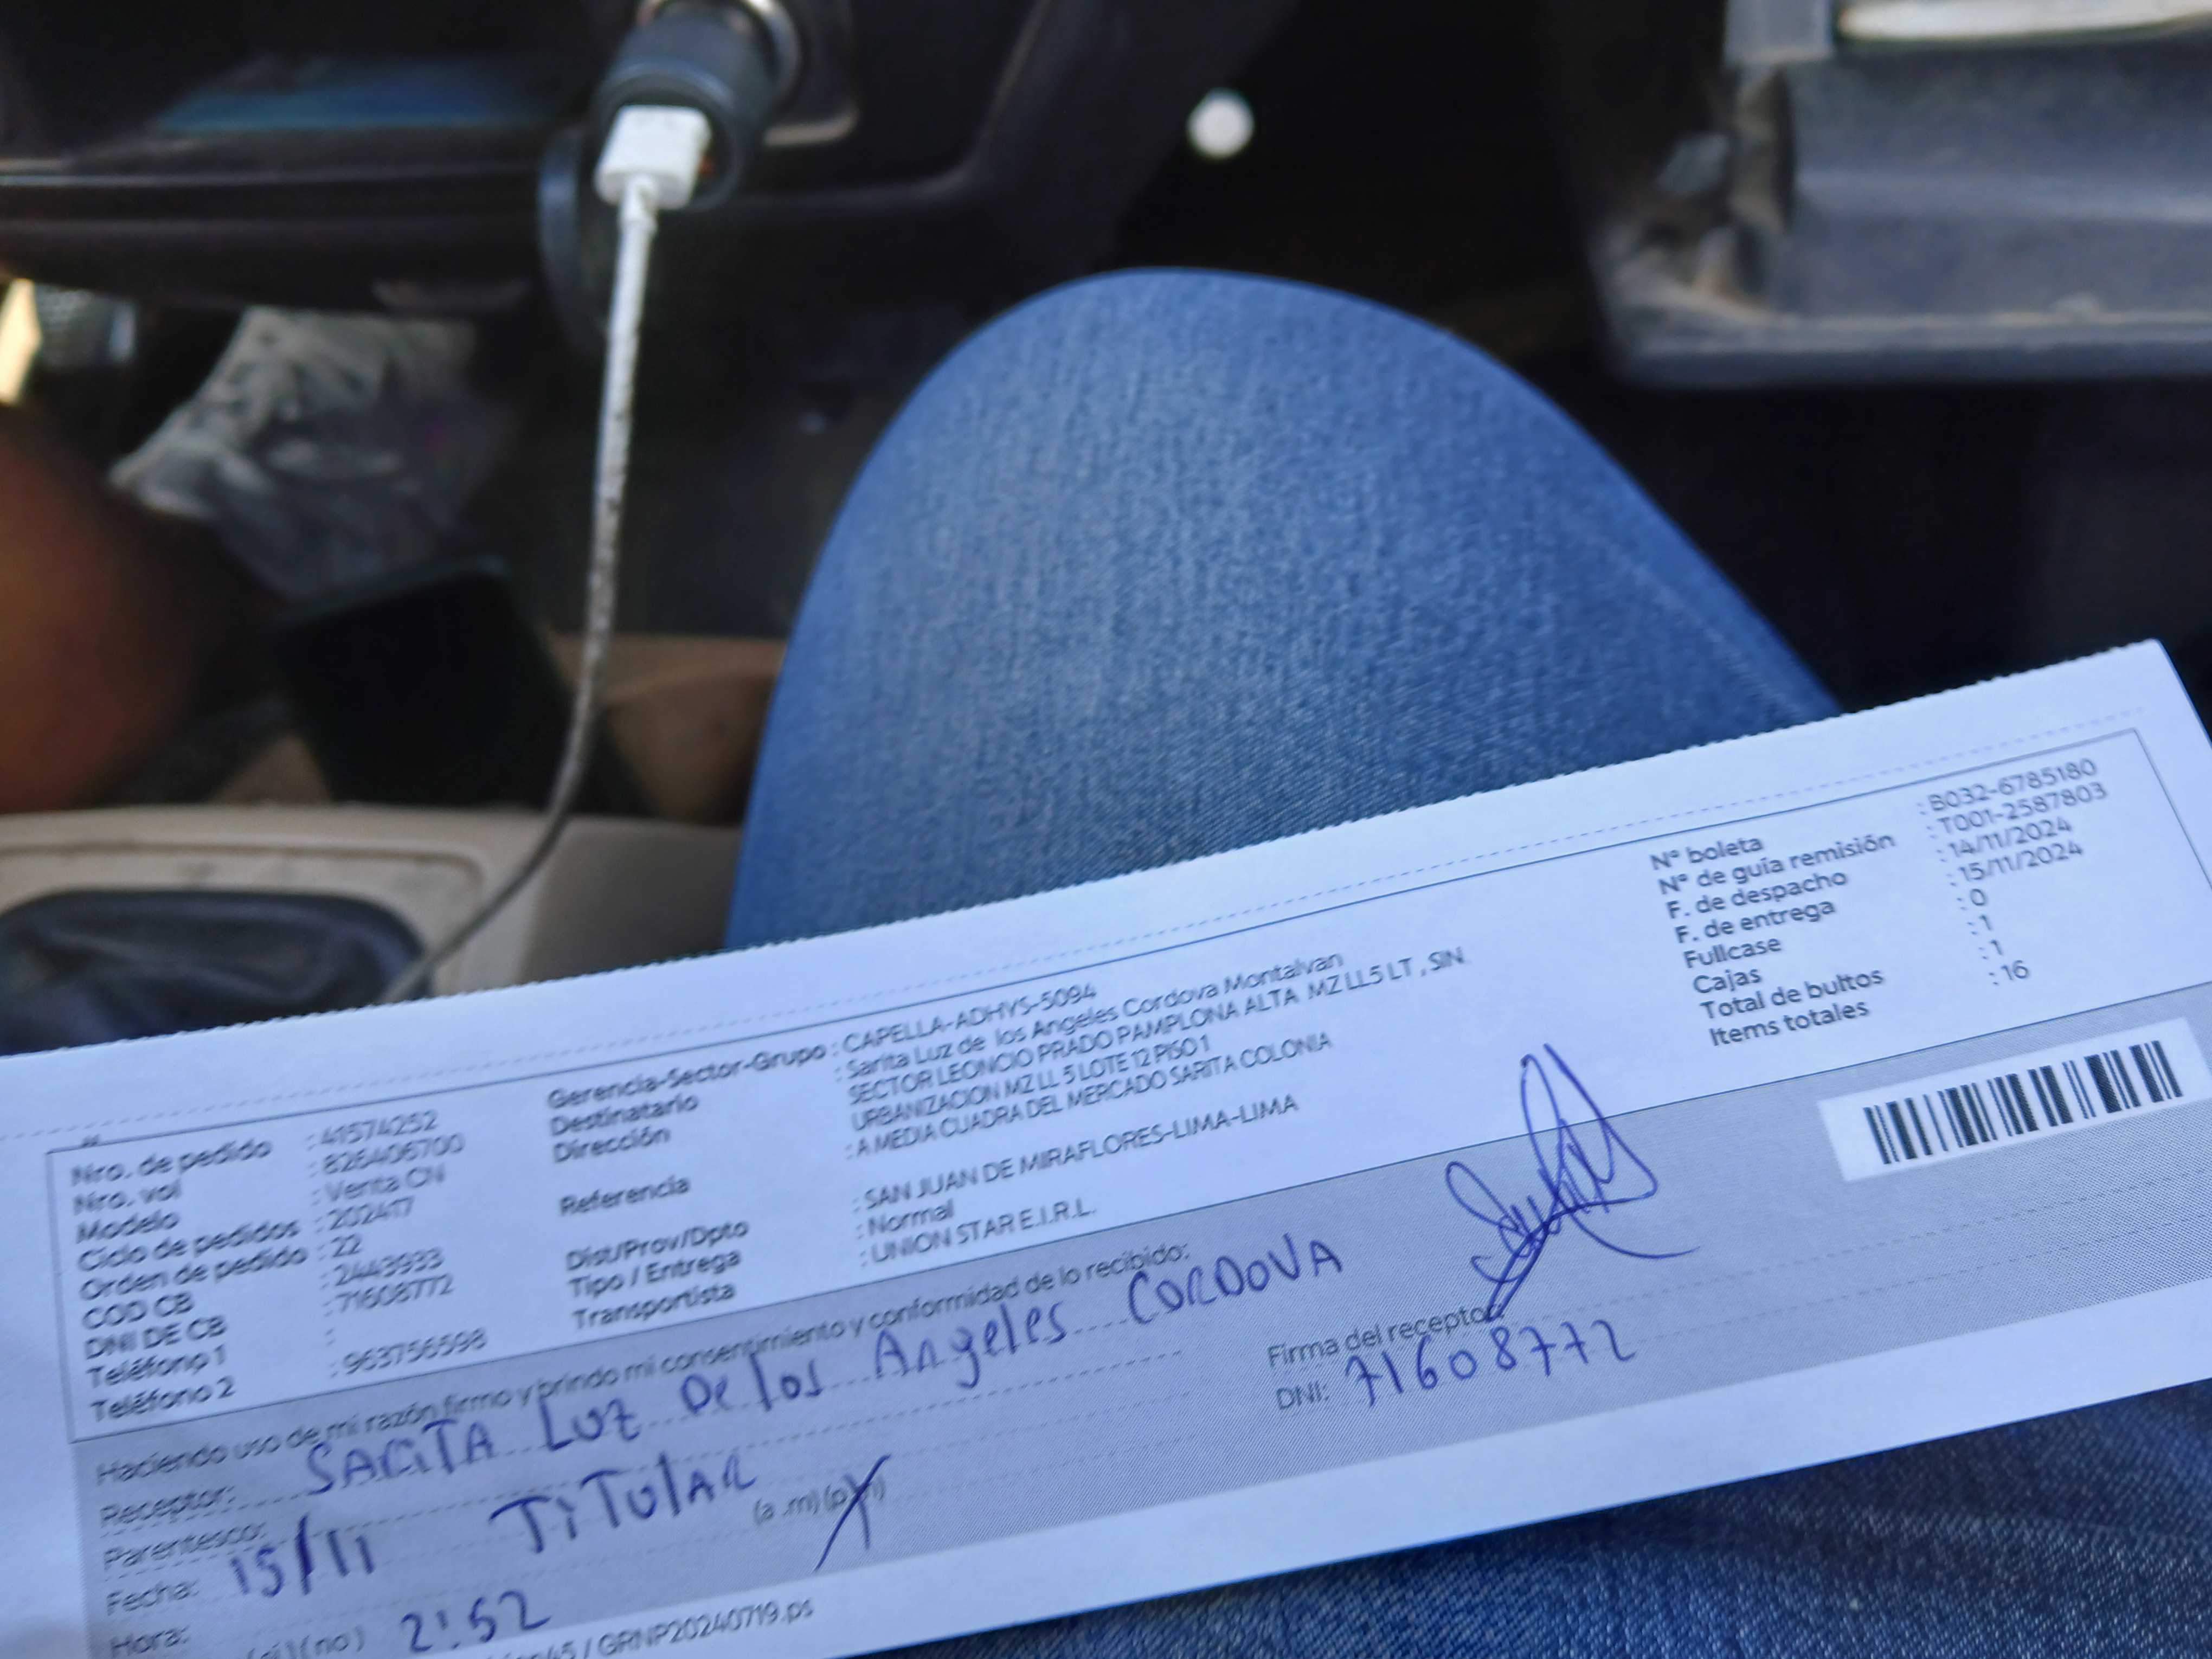 Nro. de pedido : 41574252
Nro. vol : 826406700
Modelo : Venta CN
Ciclo de pedidos : 202417
Orden de pedido : 22
COD CB : 2443933
DNI DE CB : 71608772
Teléfono 1 :
Teléfono 2 : 963756598
Gerencia-Sector-Grupo : CAPELLA-ADHYS-5094
Destinatario : Sarita Luz de los Angeles Cordova Montalvan
Dirección SECTOR LEONCIO PRADO PAMPLONA ALTA MZ LL5 LT , SIN
URBANIZACION MZ LL 5 LOTE 12 PISO 1
Referencia : A MEDIA CUADRA DEL MERCADO SARITA COLONIA
Dist/Prov/Dpto : SAN JUAN DE MIRAFLORES-LIMA-LIMA
Tipo / Entrega : Normal
Transportista : UNION STAR E.I.R.L.
N° boleta : B032-6785180
N° de guía remisión : T001-2587803
F. de despacho : 14/11/2024
F. de entrega : 15/11/2024
Fullcase : 0
Cajas : 1
Total de bultos : 1
Items totales : 16
Haciendo uso de mi razón firmo y brindo mi consentimiento y conformidad de lo recibido:
Receptor: SARITA LUZ De los Angeles CORDOVA
Parentesco: TiTulAR
Fecha: 15/11
(a .m) (p.m)
Hora: 2:52
(no)
Firma del receptor:
DNI: 71608772
/ GRNP20240719.ps